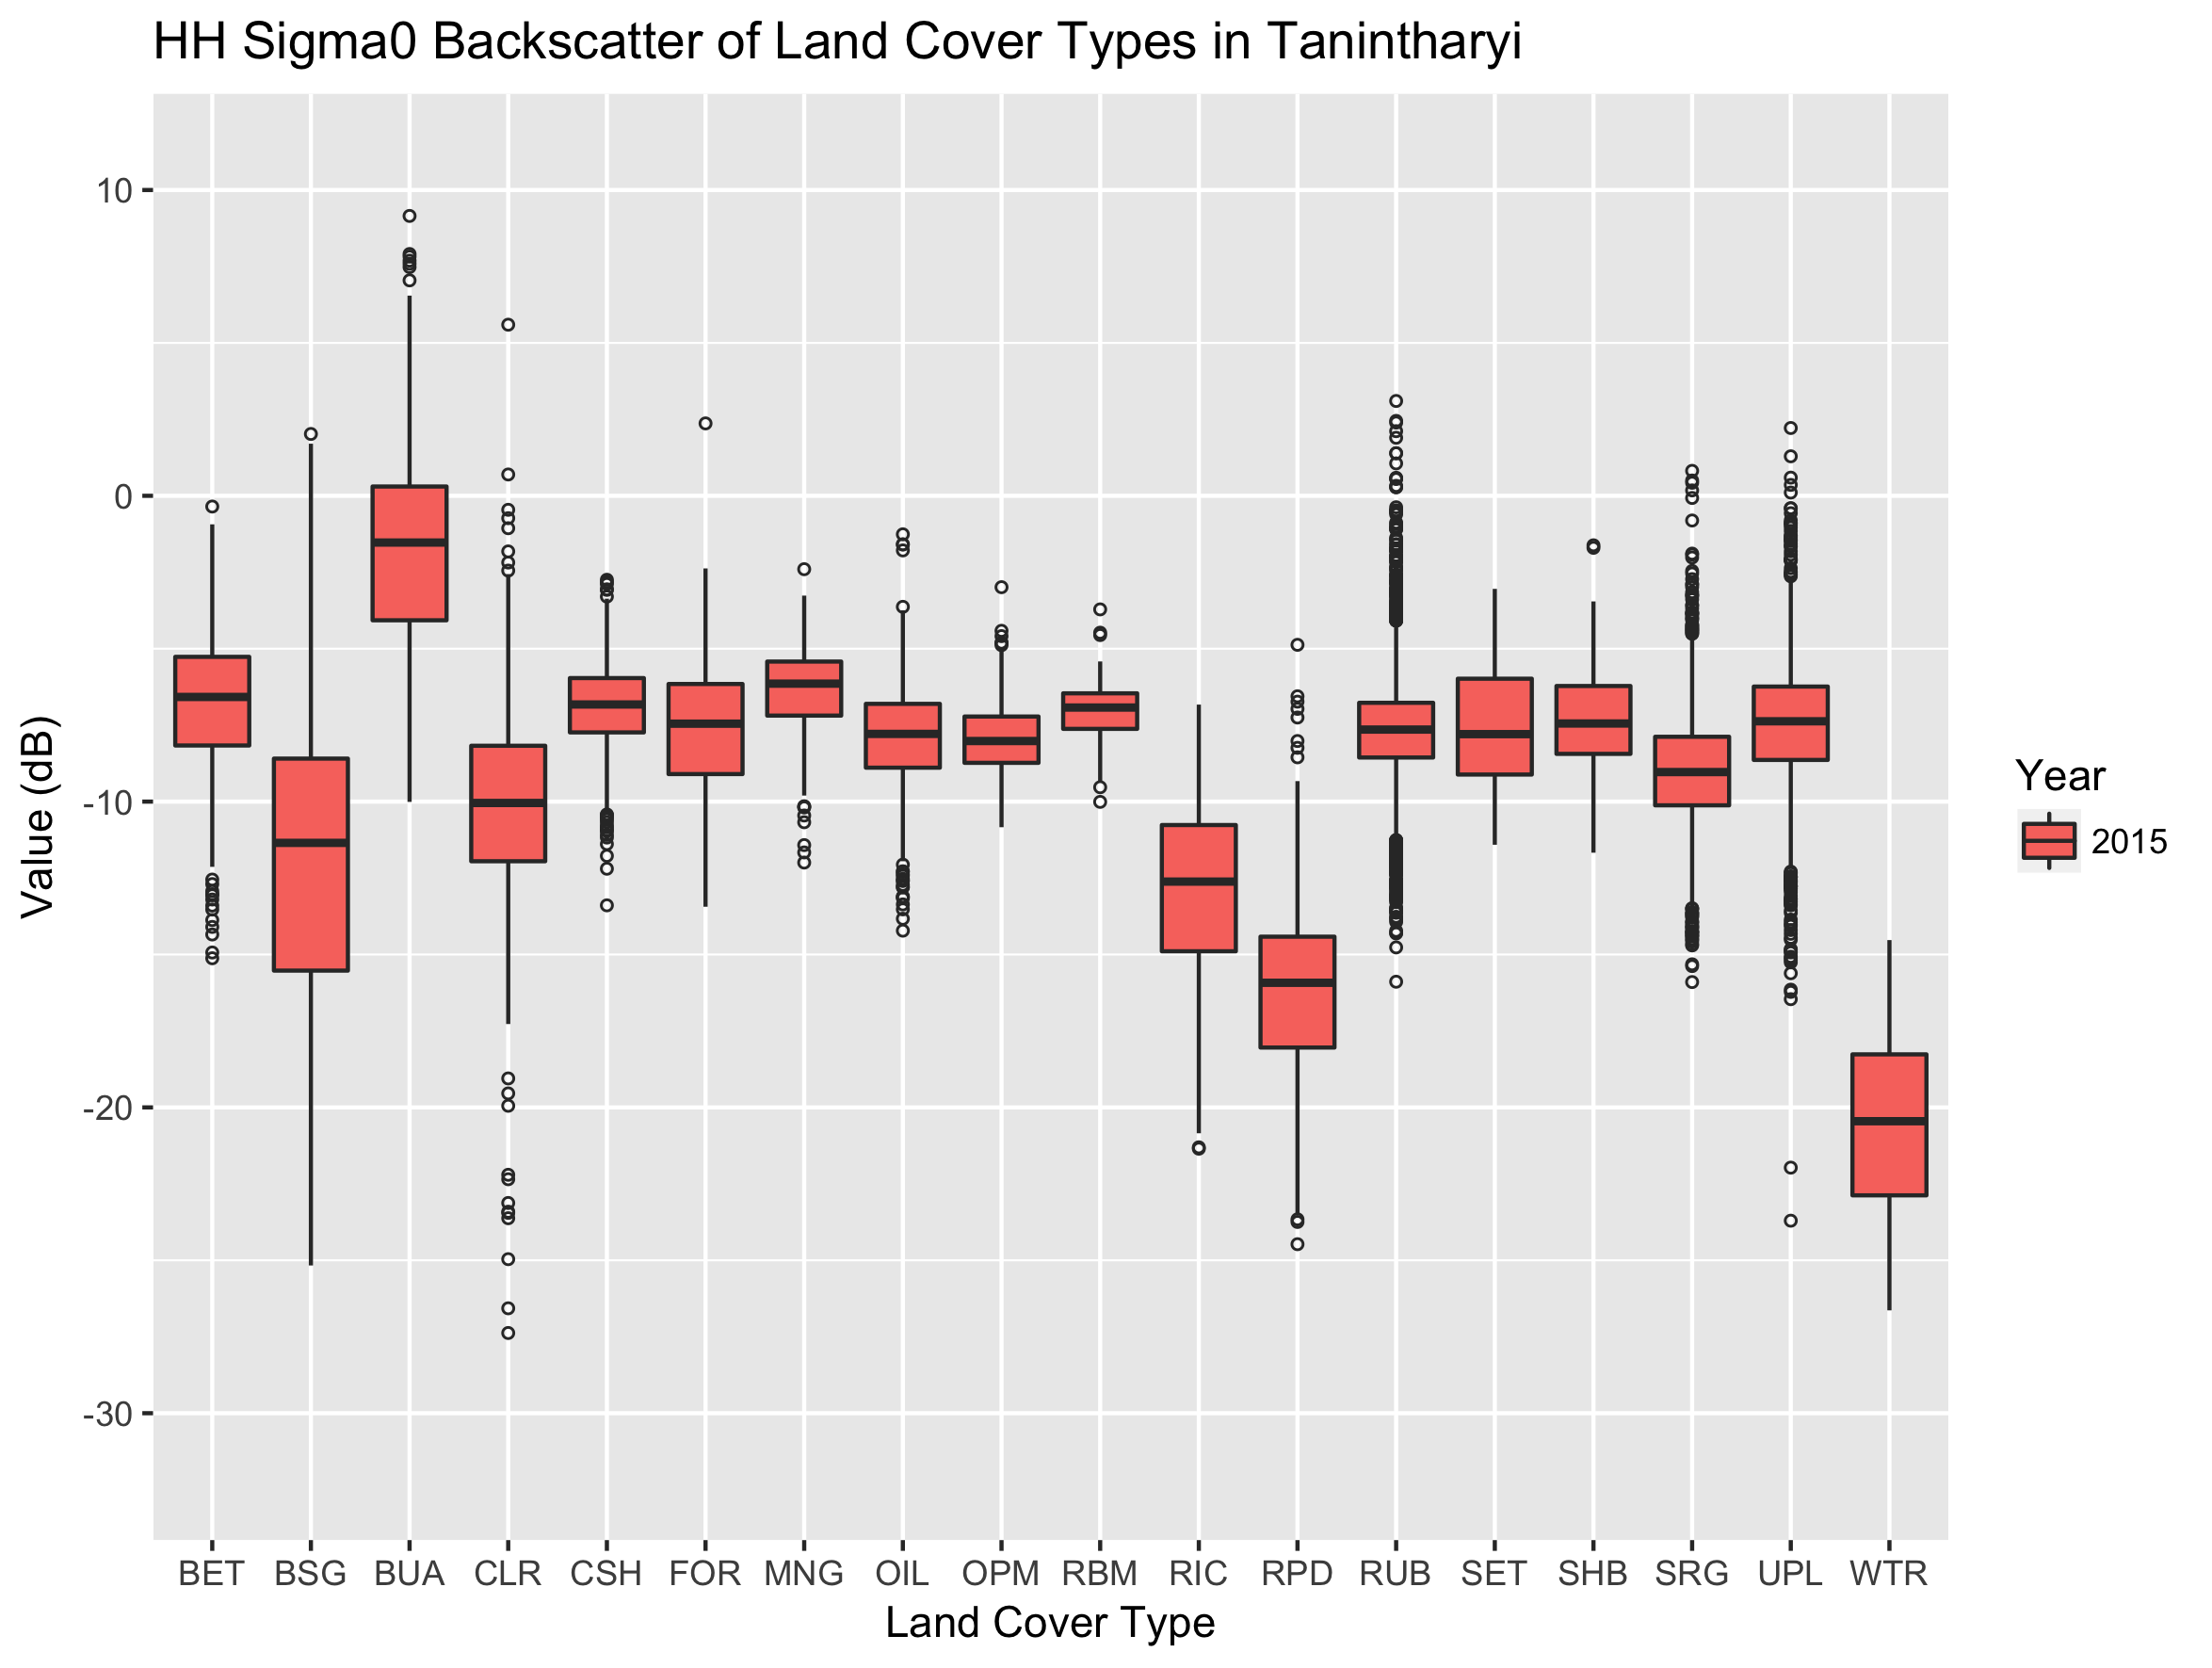 HH Sigma0 Backscatter of Land Cover Types in Tanintharyi
10
0
-10
-20
-30
Value (dB)
BET BSG BUA CLR CSH FOR MNG OIL OPM RBM RIC RPD RUB SET SHB SRG UPL WTR
Land Cover Type
Year
2015